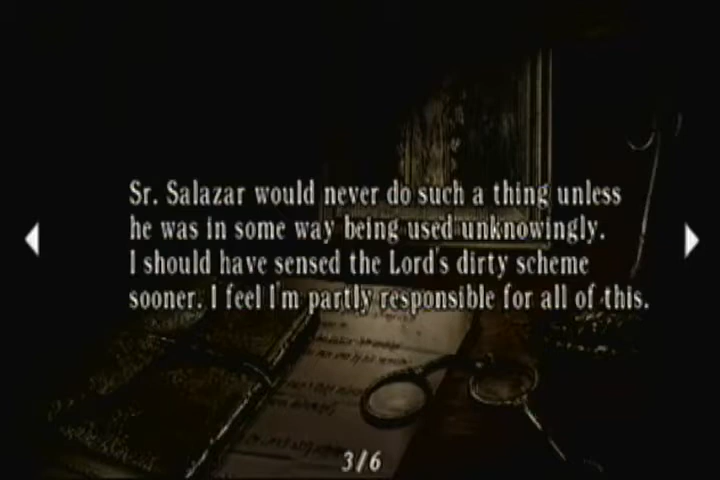 Sr. Salazar would never do such a thing unless
he was in some way being used unknowingly.
I should have sensed the Lord's dirty scheme
sooner. I feel I'm partly responsible for all of this.
3/6